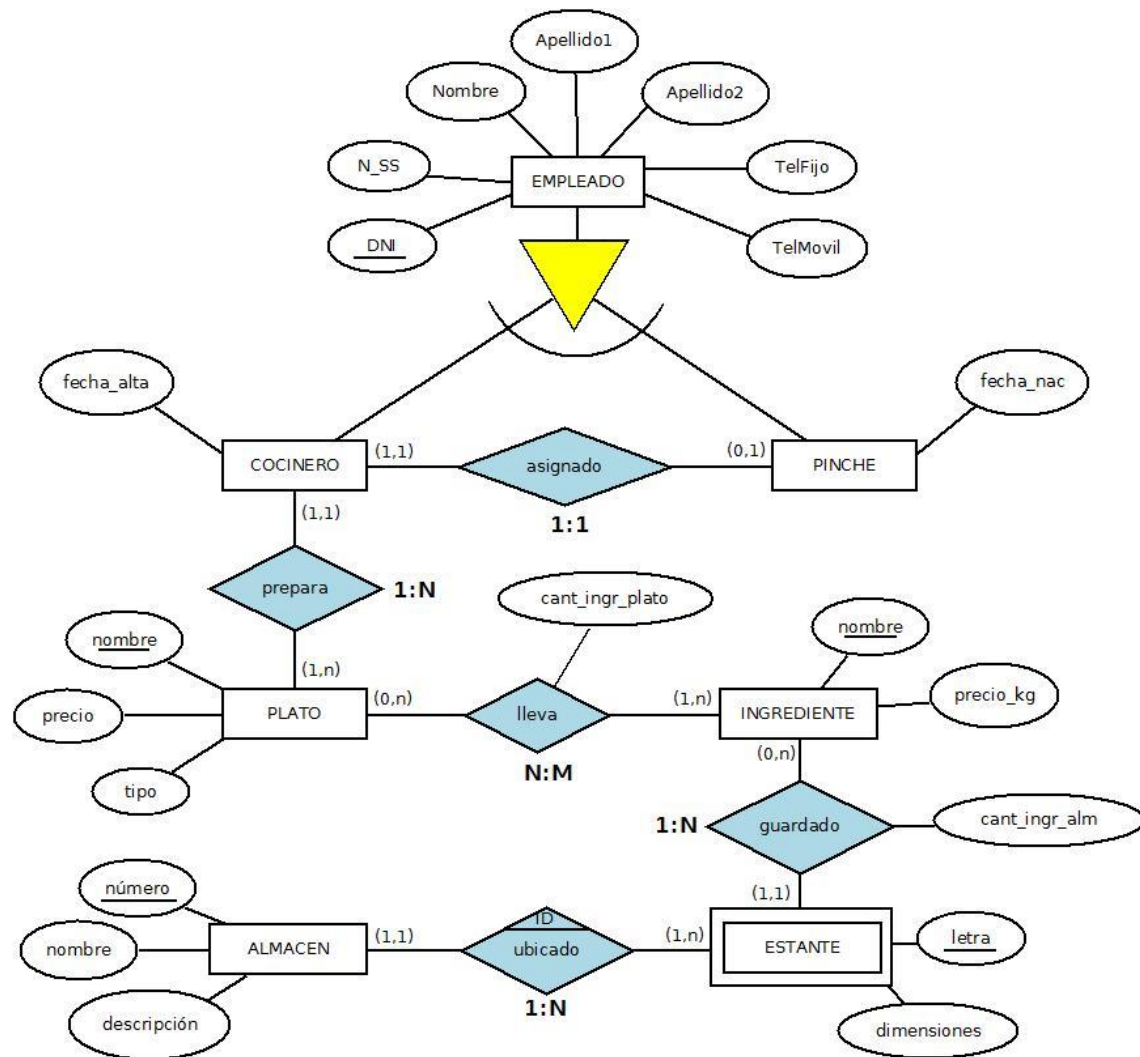 Apellido1
Nombre
Apellido2
N_SS
EMPLEADO
TelFijo
DNI
TelMovil
fecha_alta
fecha_nac
COCINERO
(1,1)
asignado
(0,1)
PINCHE
1:1
(1,1)
prepara
1:N
cant_ingr_plato
nombre
(1,n)
nombre
precio
PLATO
(0,n)
lleva
(1,n)
INGREDIENTE
precio_kg
tipo
N:M
(0,n)
1:N
guardado
cant_ingr_alm
número
(1,1)
nombre
ALMACEN
(1,1)
ID
ubicado
(1,n)
ESTANTE
letra
1:N
descripción
dimensiones